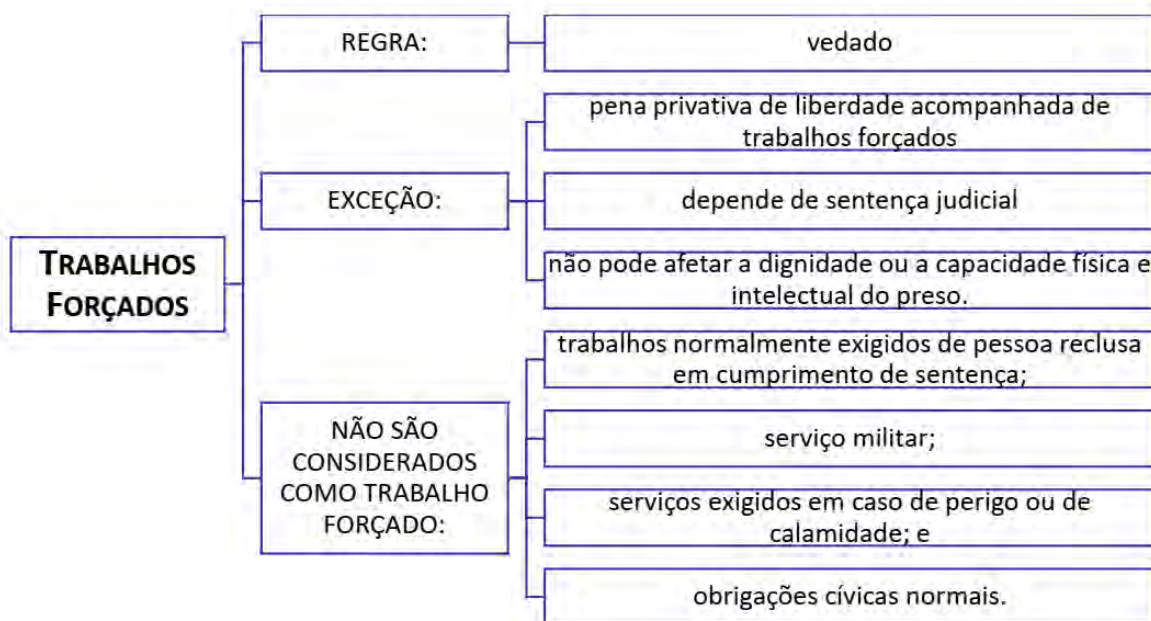 TRABALHOS
FORÇADOS
REGRA:
vedado
EXCEÇÃO:
pena privativa de liberdade acompanhada de
trabalhos forçados
depende de sentença judicial
não pode afetar a dignidade ou a capacidade física e
intelectual do preso.
NÃO SÃO
CONSIDERADOS
COMO TRABALHO
FORÇADO:
trabalhos normalmente exigidos de pessoa reclusa
em cumprimento de sentença;
serviço militar;
serviços exigidos em caso de perigo ou de
calamidade; e
obrigações cívicas normais.